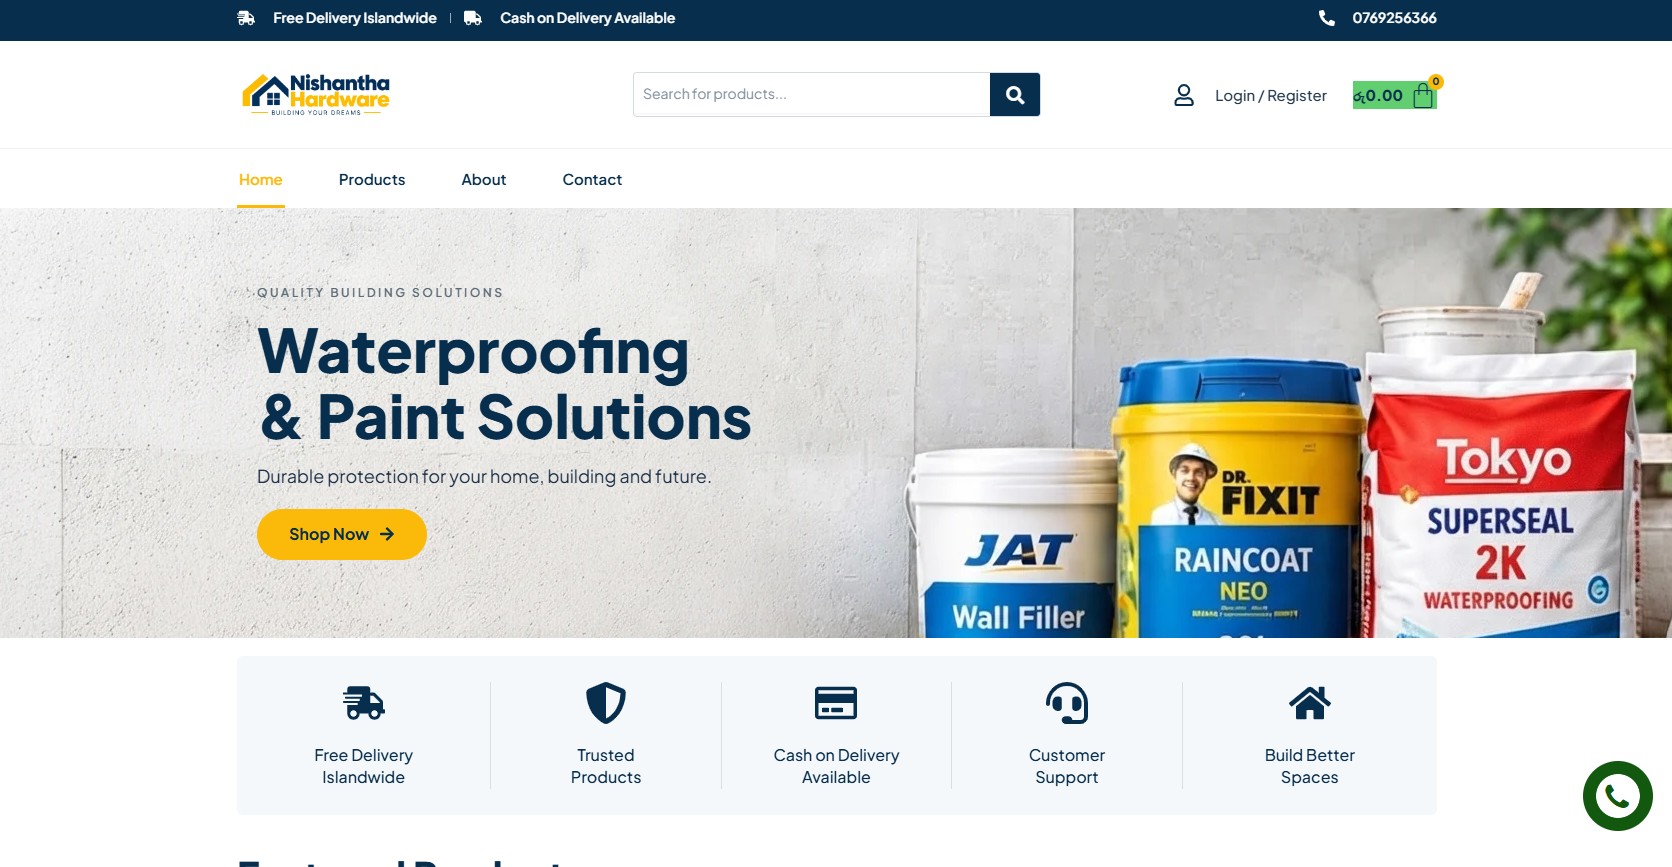 Free Delivery Islandwide
Cash on Delivery Available
0769256366
Nishantha
Hardware
BUILDING YOUR DREAMS
Search for products...
Login / Register
රු0.00
0
Home
Products
About
Contact
QUALITY BUILDING SOLUTIONS
Waterproofing
& Paint Solutions
Durable protection for your home, building and future.
Shop Now
JAT
Wall Filler
DR.
FIXIT
RAINCOAT
NEO
Tokyo
SUPERSEAL
2K
WATERPROOFING
Free Delivery
Islandwide
Trusted
Products
Cash on Delivery
Available
Customer
Support
Build Better
Spaces